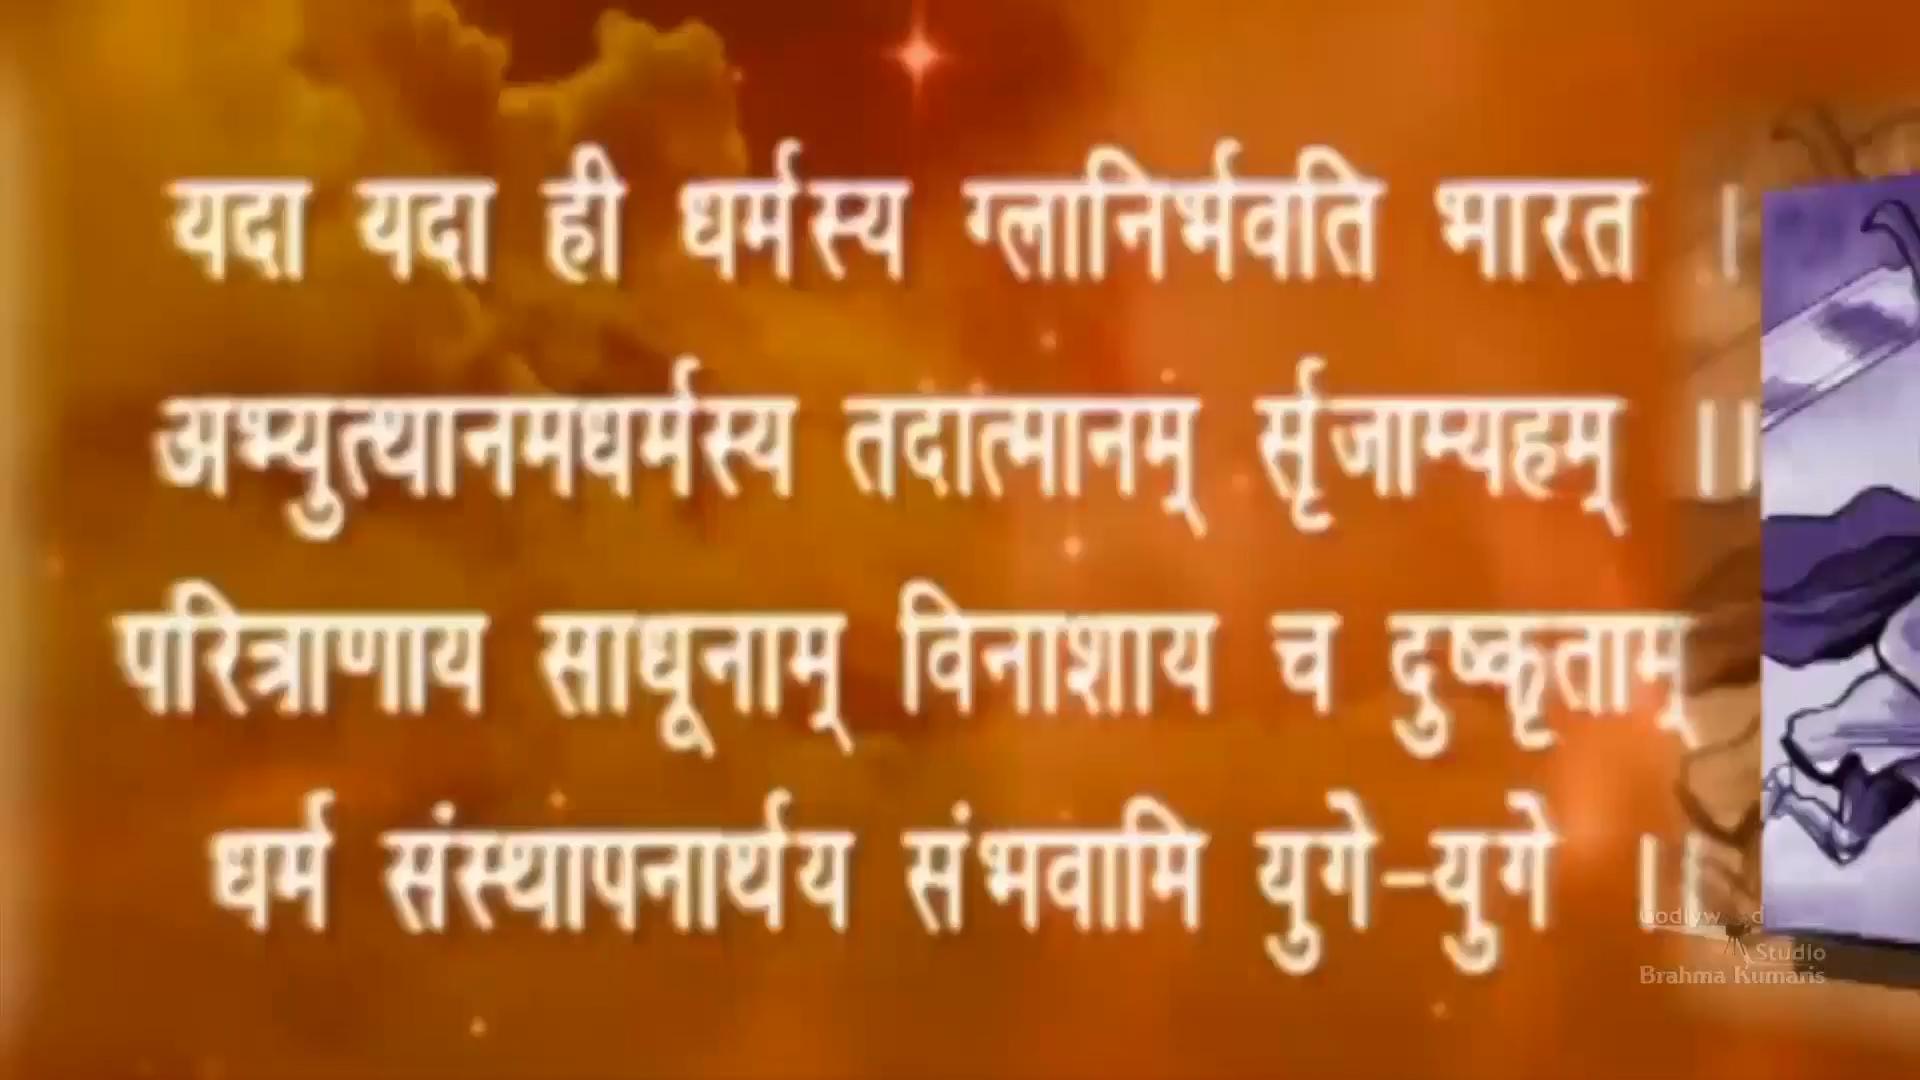 यदा यदा ही धर्मस्य ग्लानिर्भवति भारत ।
अभ्युत्थानमधर्मस्य तदात्मानम् र्सृजाम्यहम् ।।
परित्राणाय साधूनाम् विनाशाय च दुष्कृताम्
धर्म संस्थापनार्थय संभवामि युगे-युगे ।।
Godlyw d
Studio
Brahma Kumaris